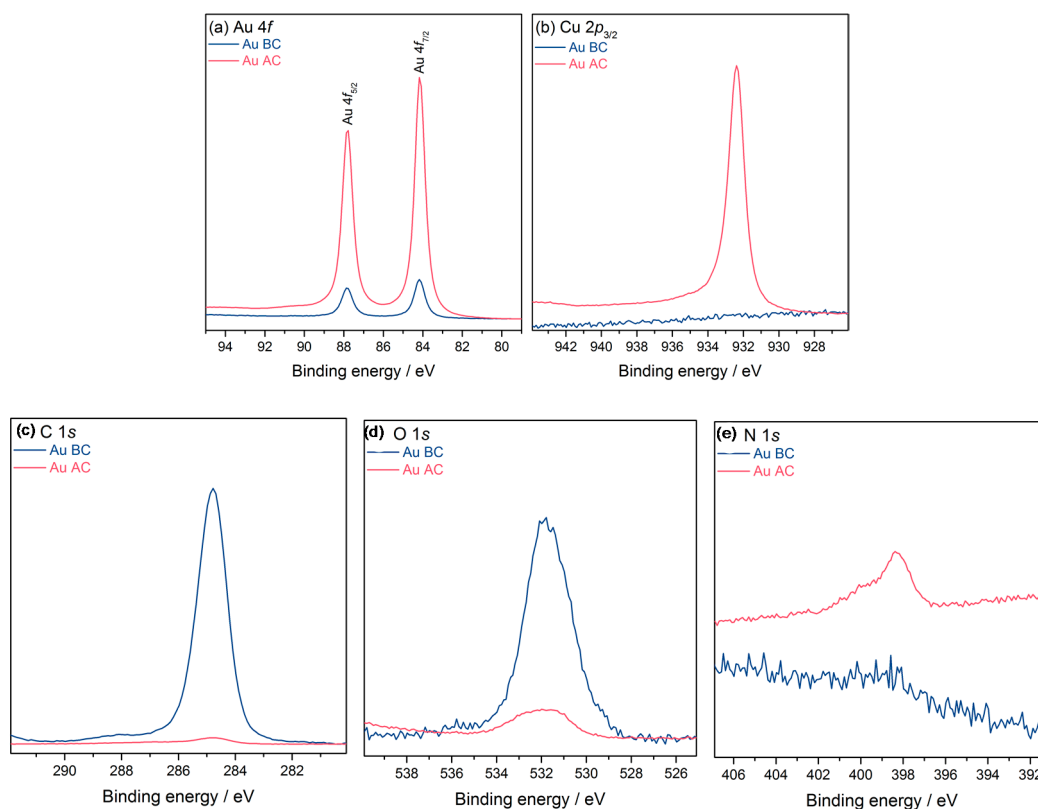 (a) Au 4f
Au BC
Au AC
Au 4f5/2
Au 4f7/2
94 92 90 88 86 84 82 80
Binding energy / eV
(b) Cu 2p3/2
Au BC
Au AC
942 940 938 936 934 932 930 928
Binding energy / eV
(c) C 1s
Au BC
Au AC
290 288 286 284 282
Binding energy / eV
(d) O 1s
Au BC
Au AC
538 536 534 532 530 528 526
Binding energy / eV
(e) N 1s
Au BC
Au AC
406 404 402 400 398 396 394 392
Binding energy / eV